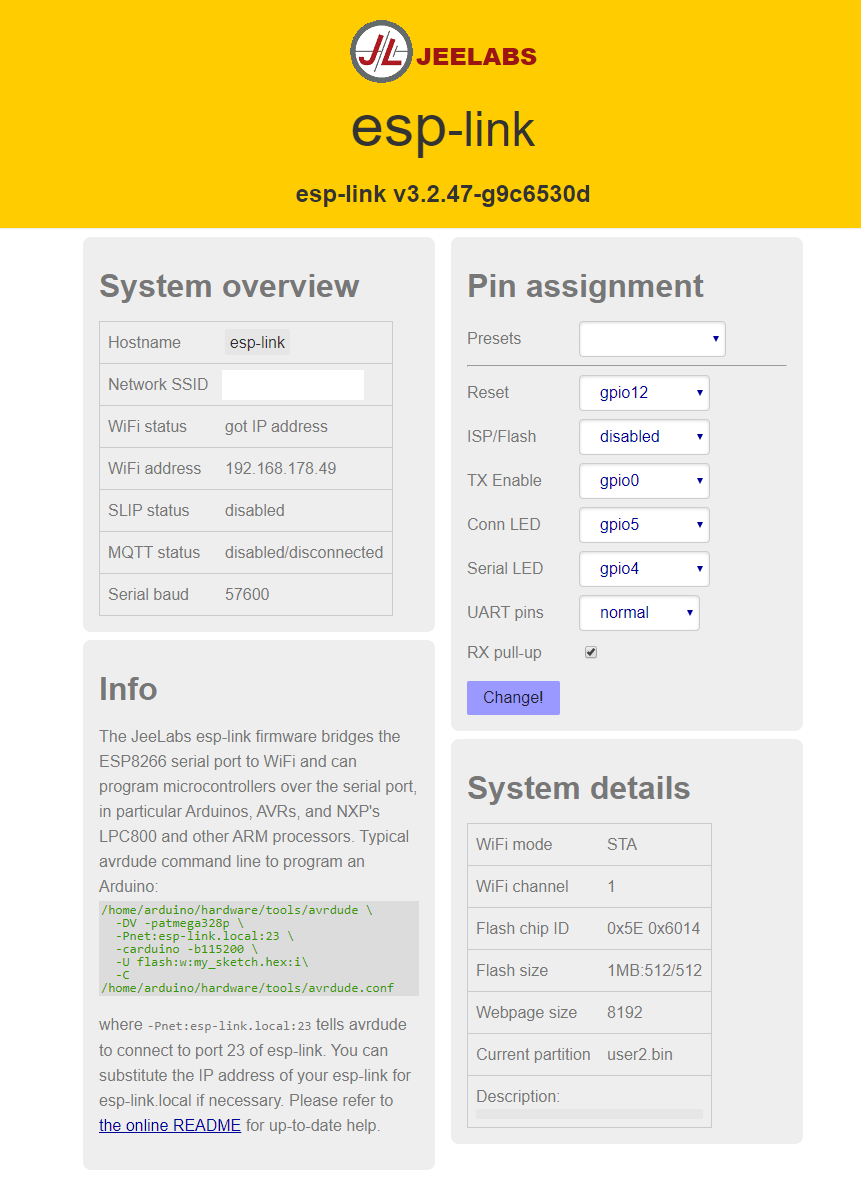 JL JEELABS
esp-link
esp-link v3.2.47-g9c6530d
System overview
Hostname esp-link
Network SSID
WiFi status got IP address
WiFi address 192.168.178.49
SLIP status disabled
MQTT status disabled/disconnected
Serial baud 57600
Info
The JeeLabs esp-link firmware bridges the
ESP8266 serial port to WiFi and can
program microcontrollers over the serial port,
in particular Arduinos, AVRs, and NXP's
LPC800 and other ARM processors. Typical
avrdude command line to program an
Arduino:
/home/arduino/hardware/tools/avrdude \
-DV -patmega328p \
-Pnet:esp-link.local:23 \
-carduino -b115200 \
-U flash:w:my_sketch.hex:i\
-C
/home/arduino/hardware/tools/avrdude.conf
where -Pnet:esp-link.local:23 tells avrdude
to connect to port 23 of esp-link. You can
substitute the IP address of your esp-link for
esp-link.local if necessary. Please refer to
the online README for up-to-date help.
Pin assignment
Presets
Reset gpio12
ISP/Flash disabled
TX Enable gpio0
Conn LED gpio5
Serial LED gpio4
UART pins normal
RX pull-up
Change!
System details
WiFi mode STA
WiFi channel 1
Flash chip ID 0x5E 0x6014
Flash size 1MB:512/512
Webpage size 8192
Current partition user2.bin
Description: